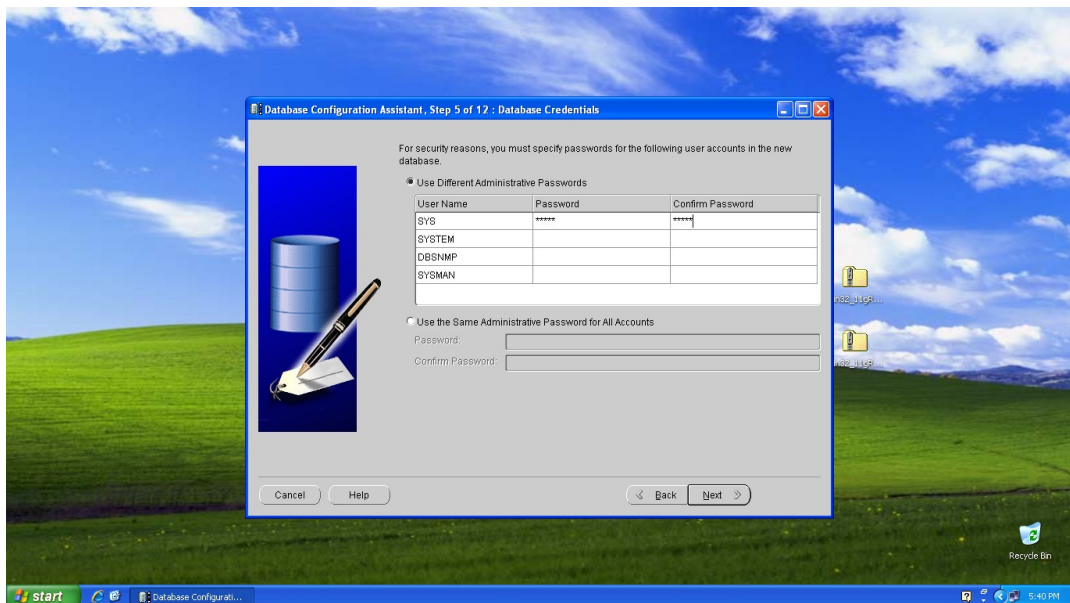 Database Configuration Assistant, Step 5 of 12 : Database Credentials
For security reasons, you must specify passwords for the following user accounts in the new
database.
Use Different Administrative Passwords
User Name Password Confirm Password
SYS ***** *****
SYSTEM
DBSNMP
SYSMAN
Use the Same Administrative Password for All Accounts
Password:
Confirm Password:
Cancel Help Back Next
Recycle Bin
start Database Configurati... 5:40 PM